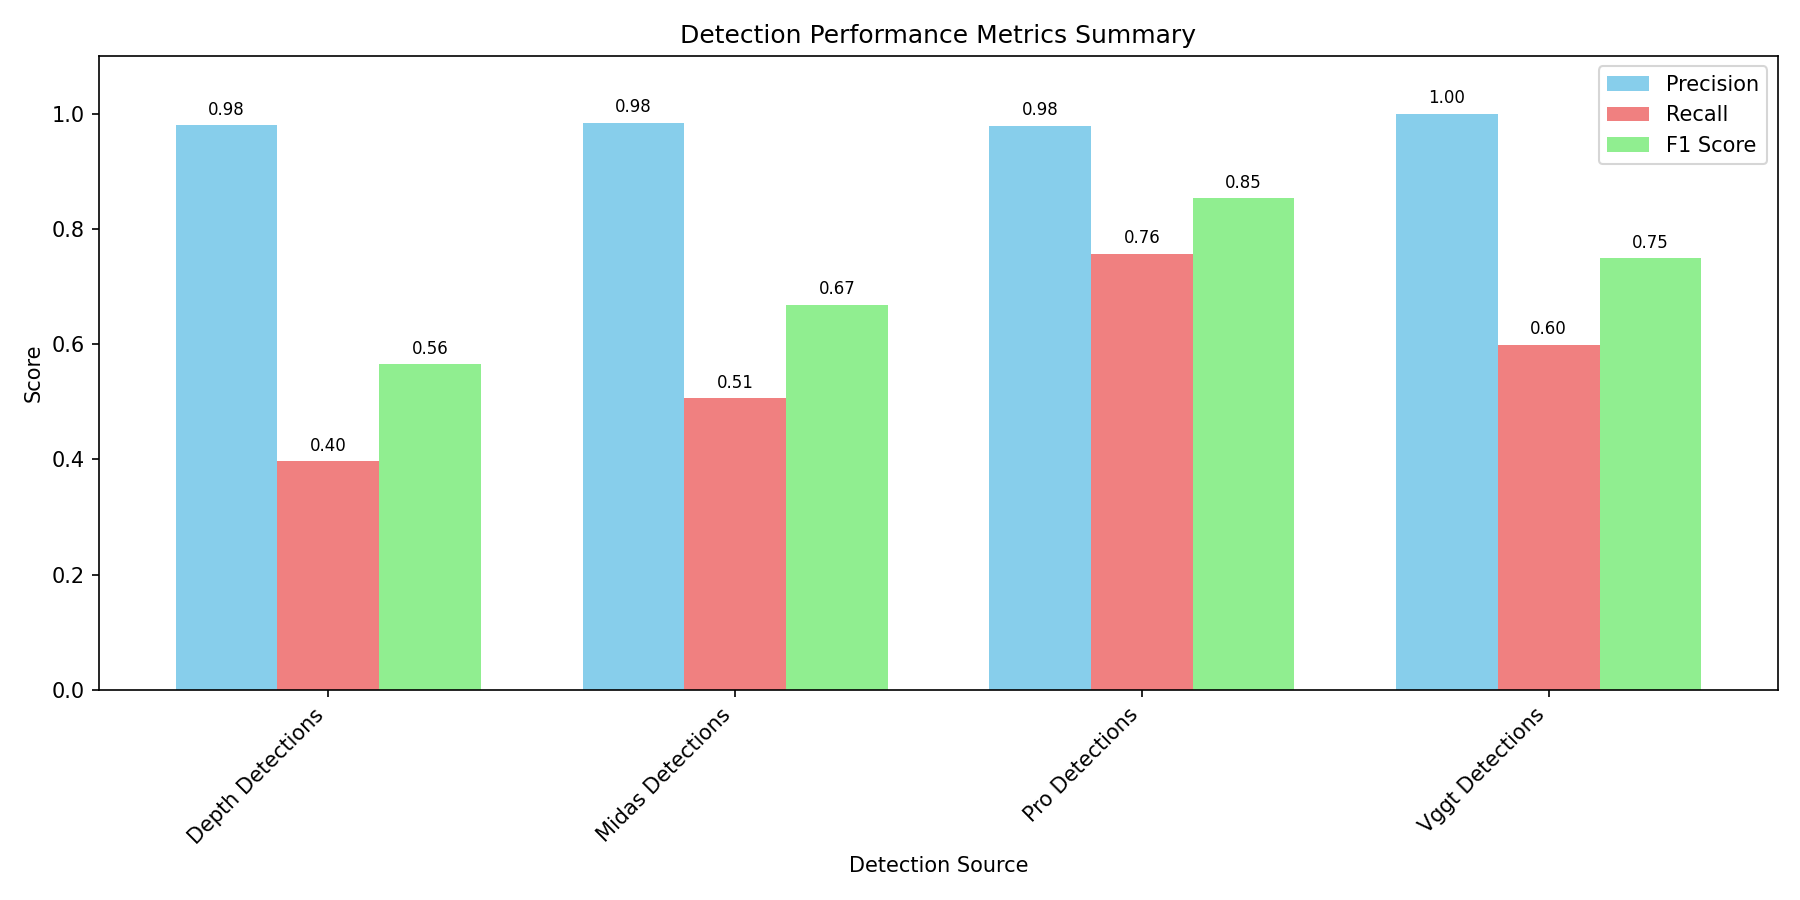 Detection Performance Metrics Summary
Precision
Recall
F1 Score
Score
1.0
0.8
0.6
0.4
0.2
0.0
0.98
0.40
0.56
0.98
0.51
0.67
0.98
0.76
0.85
1.00
0.60
0.75
Depth Detections
Midas Detections
Pro Detections
Vggt Detections
Detection Source